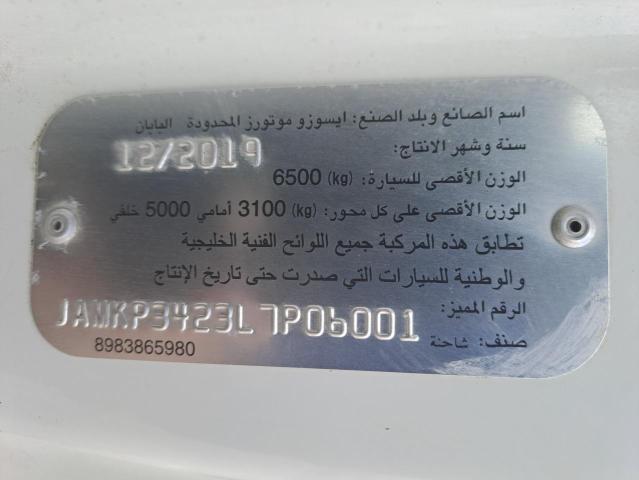 اسم الصانع وبلد الصنع: ايسوزو موتورز المحدودة اليابان
سنة وشهر الانتاج: 12/2019
الوزن الأقصى للسيارة: (kg) 6500
الوزن الأقصى على كل محور: (kg) 3100 أمامي 5000 خلفي
تطابق هذه المركبة جميع اللوائح الفنية الخليجية
والوطنية للسيارات التي صدرت حتى تاريخ الإنتاج
الرقم المميز: JAMKP3423L7P06001
صنف: شاحنة
8983865980